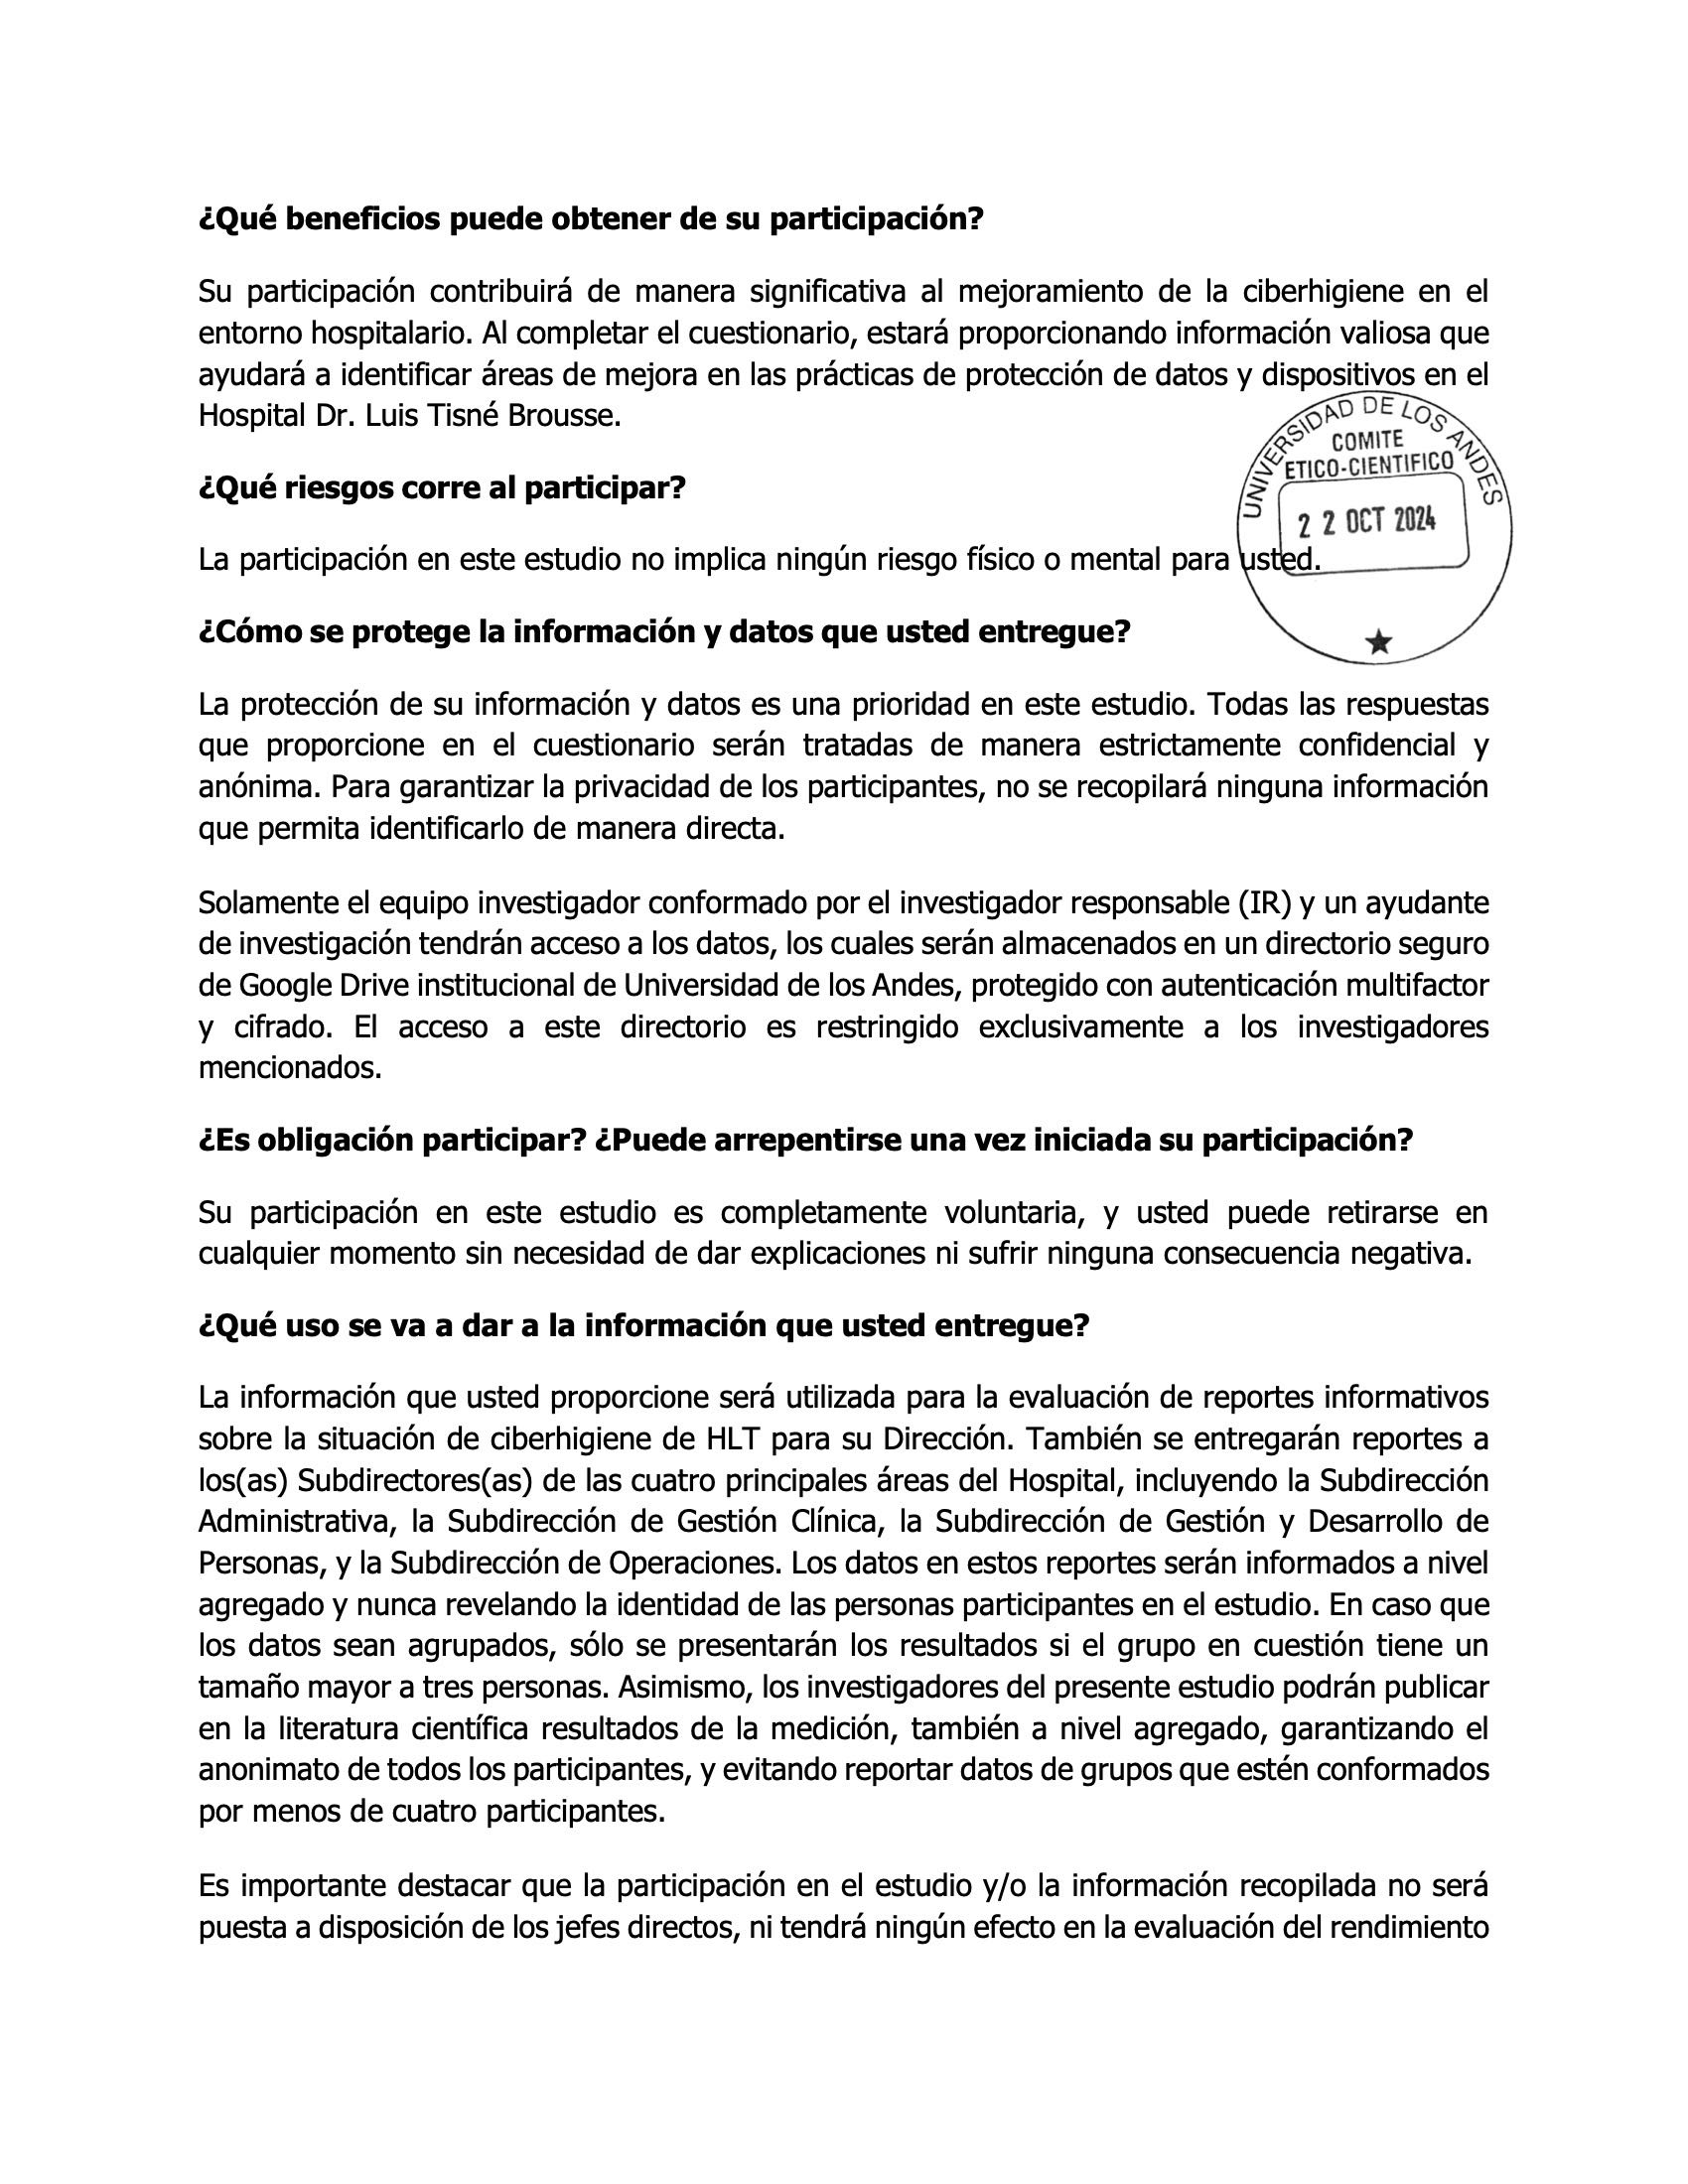 ¿Qué beneficios puede obtener de su participación?
Su participación contribuirá de manera significativa al mejoramiento de la ciberhigiene en el
entorno hospitalario. Al completar el cuestionario, estará proporcionando información valiosa que
ayudará a identificar áreas de mejora en las prácticas de protección de datos y dispositivos en el
Hospital Dr. Luis Tisné Brousse.
UNIVERSIDAD DE LOS ANDES
COMITE
ETICO-CIENTIFICO
22 OCT 2024
¿Qué riesgos corre al participar?
La participación en este estudio no implica ningún riesgo físico o mental para usted.
¿Cómo se protege la información y datos que usted entregue?
La protección de su información y datos es una prioridad en este estudio. Todas las respuestas
que proporcione en el cuestionario serán tratadas de manera estrictamente confidencial y
anónima. Para garantizar la privacidad de los participantes, no se recopilará ninguna información
que permita identificarlo de manera directa.
Solamente el equipo investigador conformado por el investigador responsable (IR) y un ayudante
de investigación tendrán acceso a los datos, los cuales serán almacenados en un directorio seguro
de Google Drive institucional de Universidad de los Andes, protegido con autenticación multifactor
y cifrado. El acceso a este directorio es restringido exclusivamente a los investigadores
mencionados.
¿Es obligación participar? ¿Puede arrepentirse una vez iniciada su participación?
Su participación en este estudio es completamente voluntaria, y usted puede retirarse en
cualquier momento sin necesidad de dar explicaciones ni sufrir ninguna consecuencia negativa.
¿Qué uso se va a dar a la información que usted entregue?
La información que usted proporcione será utilizada para la evaluación de reportes informativos
sobre la situación de ciberhigiene de HLT para su Dirección. También se entregarán reportes a
los(as) Subdirectores(as) de las cuatro principales áreas del Hospital, incluyendo la Subdirección
Administrativa, la Subdirección de Gestión Clínica, la Subdirección de Gestión y Desarrollo de
Personas, y la Subdirección de Operaciones. Los datos en estos reportes serán informados a nivel
agregado y nunca revelando la identidad de las personas participantes en el estudio. En caso que
los datos sean agrupados, sólo se presentarán los resultados si el grupo en cuestión tiene un
tamaño mayor a tres personas. Asimismo, los investigadores del presente estudio podrán publicar
en la literatura científica resultados de la medición, también a nivel agregado, garantizando el
anonimato de todos los participantes, y evitando reportar datos de grupos que estén conformados
por menos de cuatro participantes.
Es importante destacar que la participación en el estudio y/o la información recopilada no será
puesta a disposición de los jefes directos, ni tendrá ningún efecto en la evaluación del rendimiento